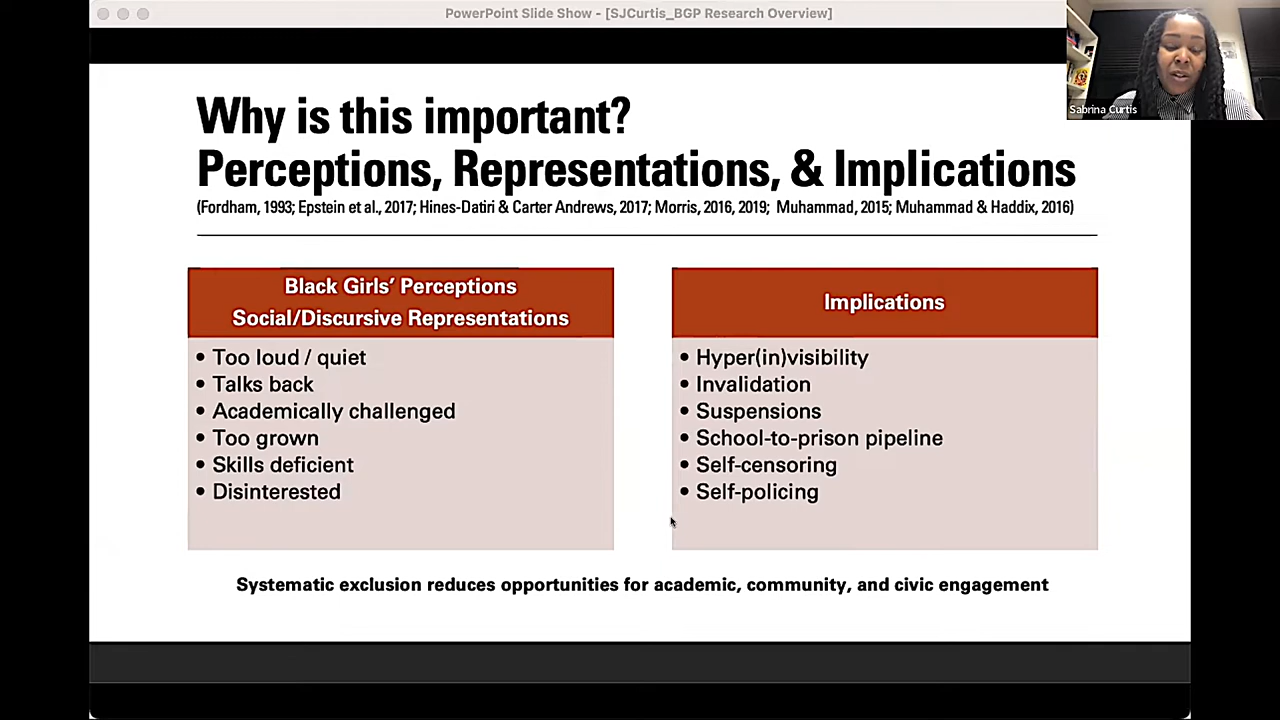 PowerPoint Slide Show - [SJCurtis_BGP Research Overview]
Sabrina Curtis
Why is this important?
Perceptions, Representations, & Implications
(Fordham, 1993; Epstein et al., 2017; Hines-Datiri & Carter Andrews, 2017; Morris, 2016, 2019; Muhammad, 2015; Muhammad & Haddix, 2016)
Black Girls’ Perceptions
Social/Discursive Representations
• Too loud / quiet
• Talks back
• Academically challenged
• Too grown
• Skills deficient
• Disinterested
Implications
• Hyper(in)visibility
• Invalidation
• Suspensions
• School-to-prison pipeline
• Self-censoring
• Self-policing
Systematic exclusion reduces opportunities for academic, community, and civic engagement